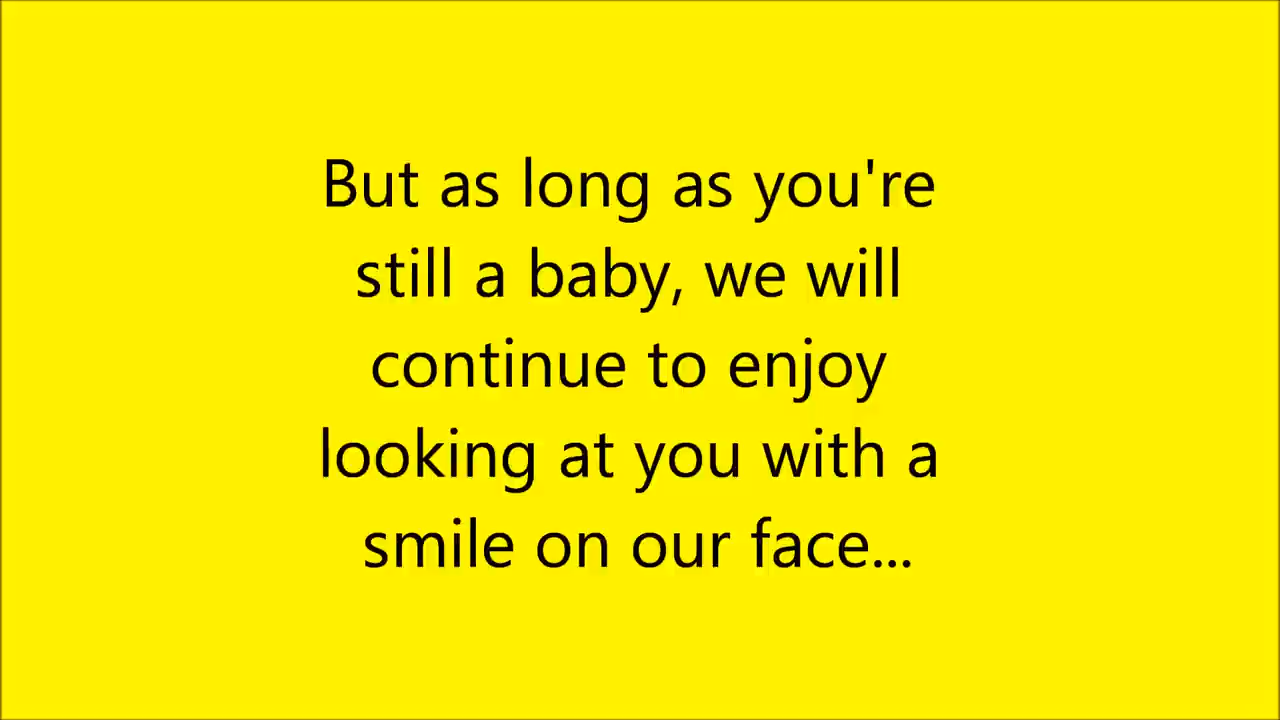 But as long as you're
still a baby, we will
continue to enjoy
looking at you with a
smile on our face...